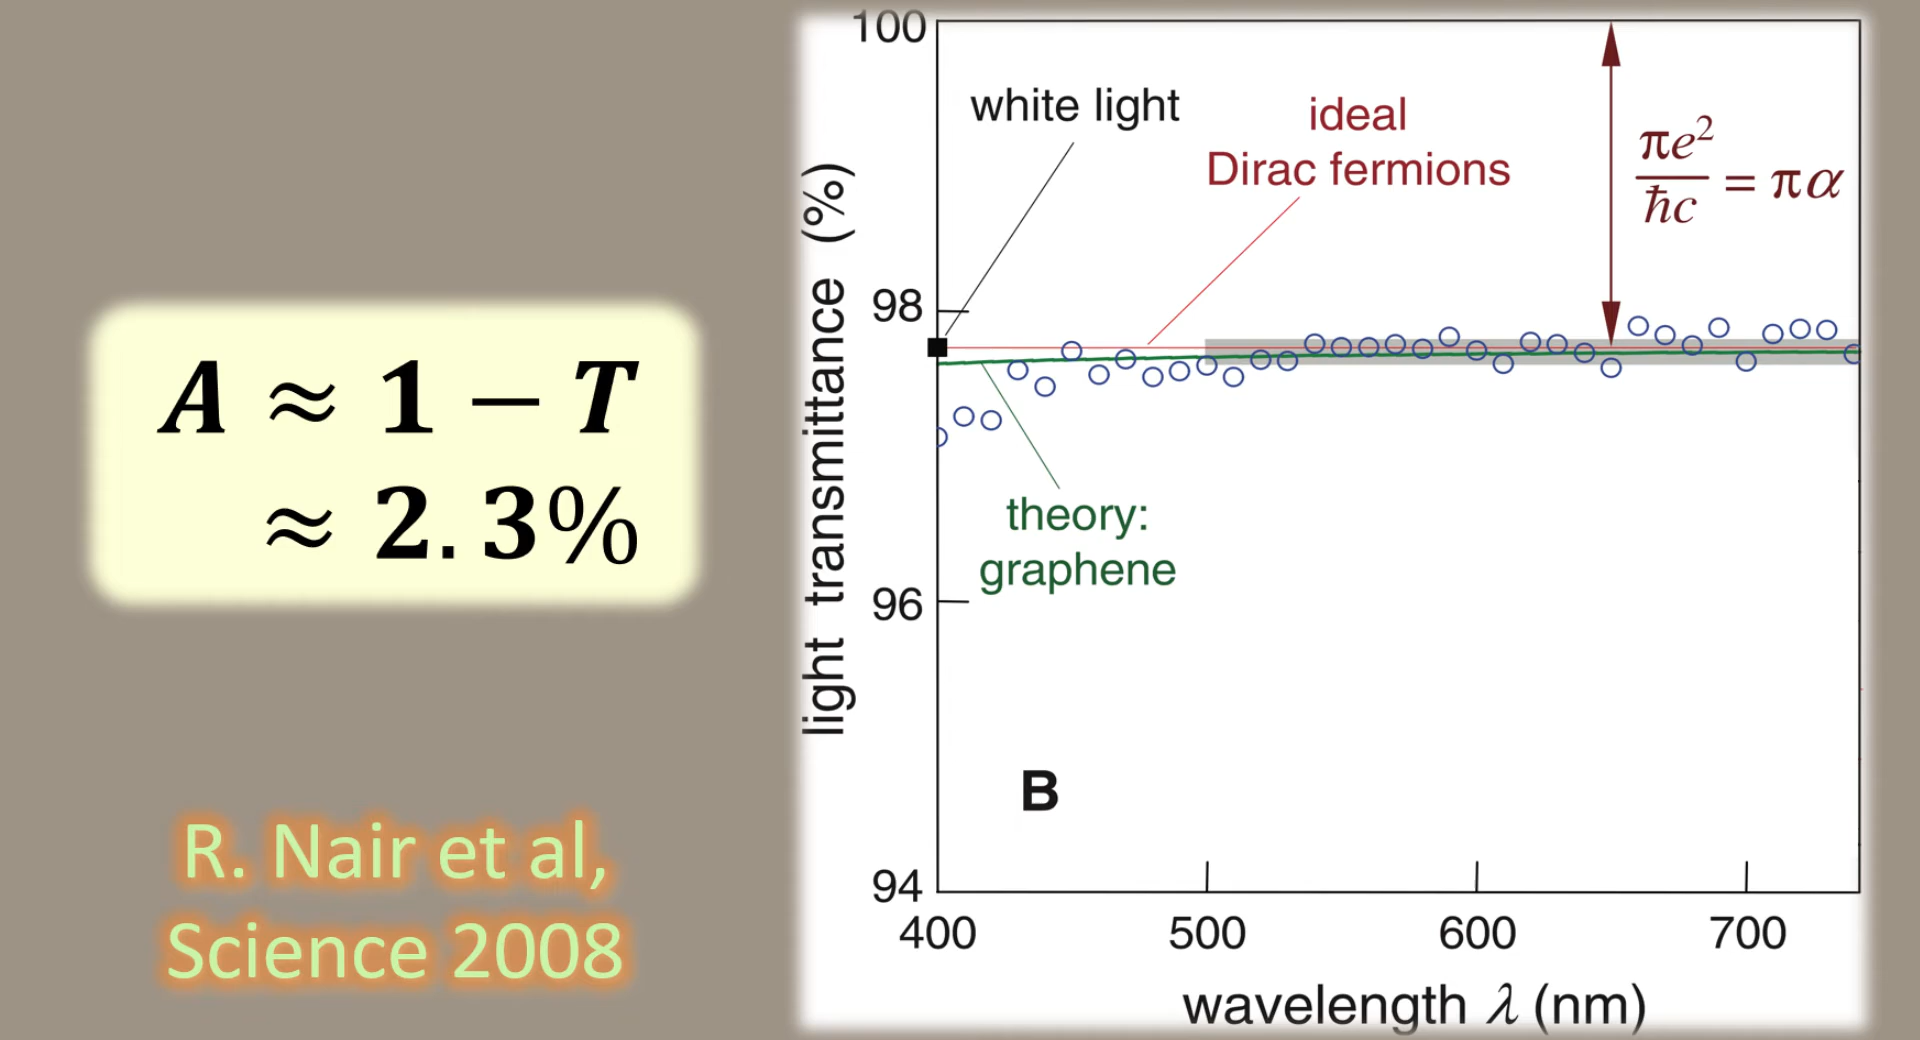 A ≈ 1 − T
≈ 2.3%
R. Nair et al,
Science 2008
100
98
96
94
light transmittance (%)
white light
ideal
Dirac fermions
πe²/ħc = πα
theory:
graphene
B
400 500 600 700
wavelength λ (nm)